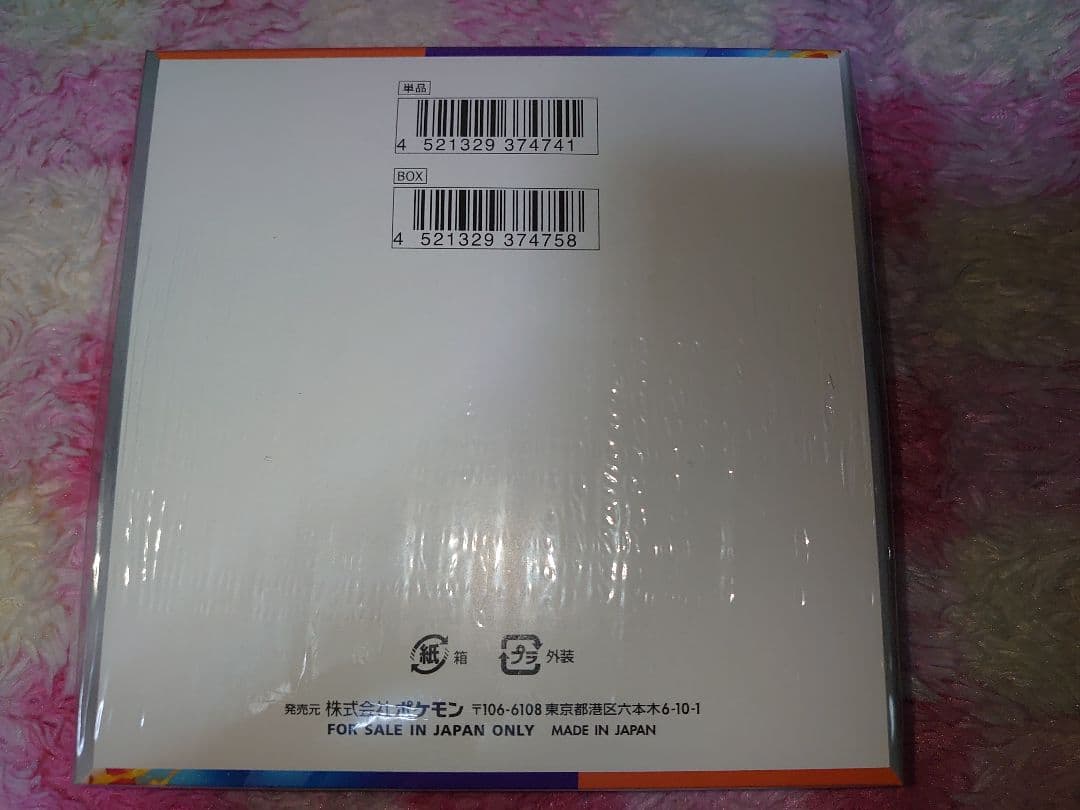 単品
4 521329 374741
BOX
4 521329 374758
紙 箱 プラ 外装
発売元 株式会社ポケモン 〒106-6108 東京都港区六本木6-10-1
FOR SALE IN JAPAN ONLY MADE IN JAPAN